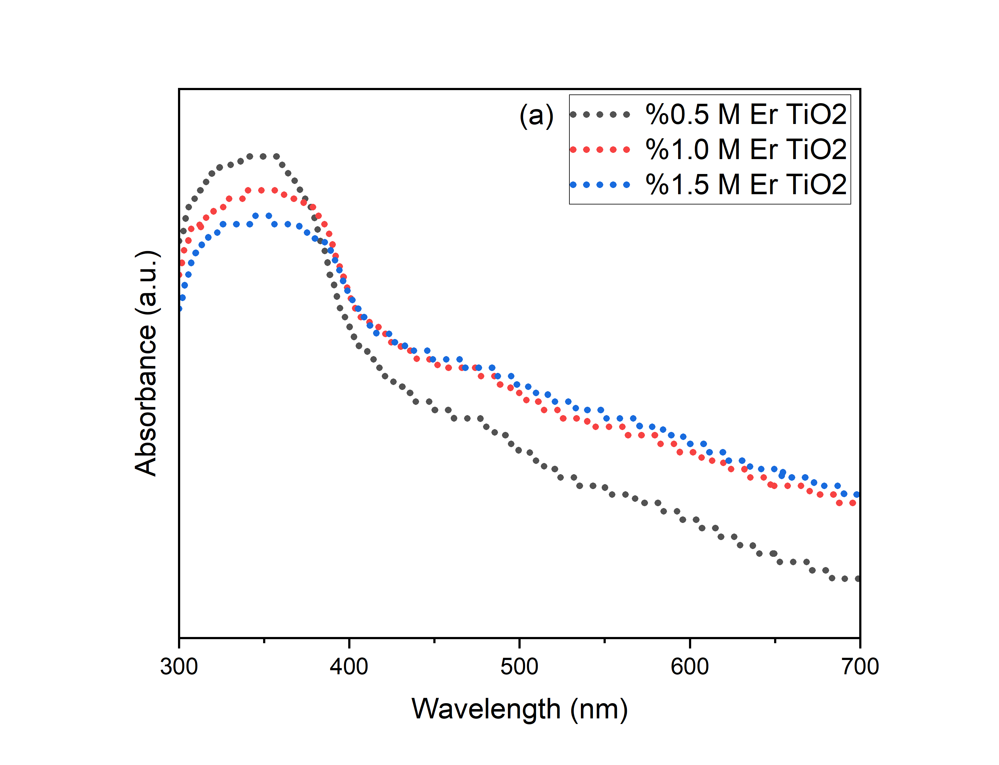 (a)
%0.5 M Er TiO2
%1.0 M Er TiO2
%1.5 M Er TiO2
Absorbance (a.u.)
300 400 500 600 700
Wavelength (nm)